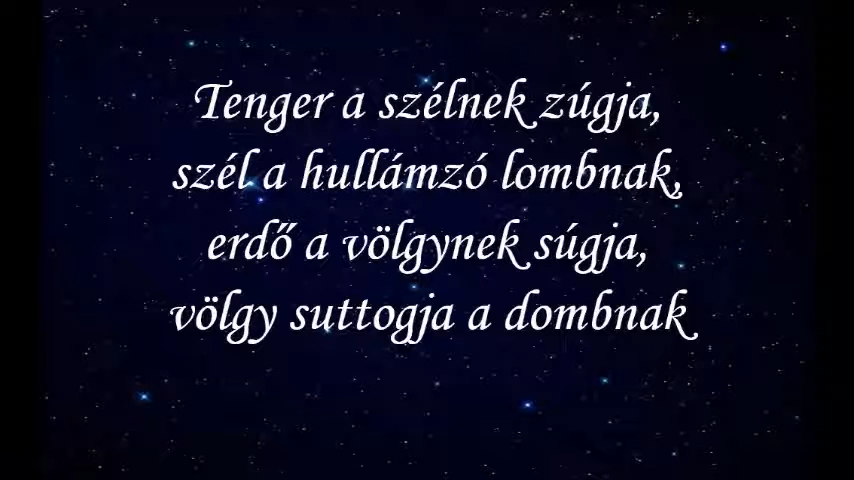 Tenger a szélnek zúgja,
szél a hullámzó lombnak,
erdő a völgynek súgja,
völgy suttogja a dombnak